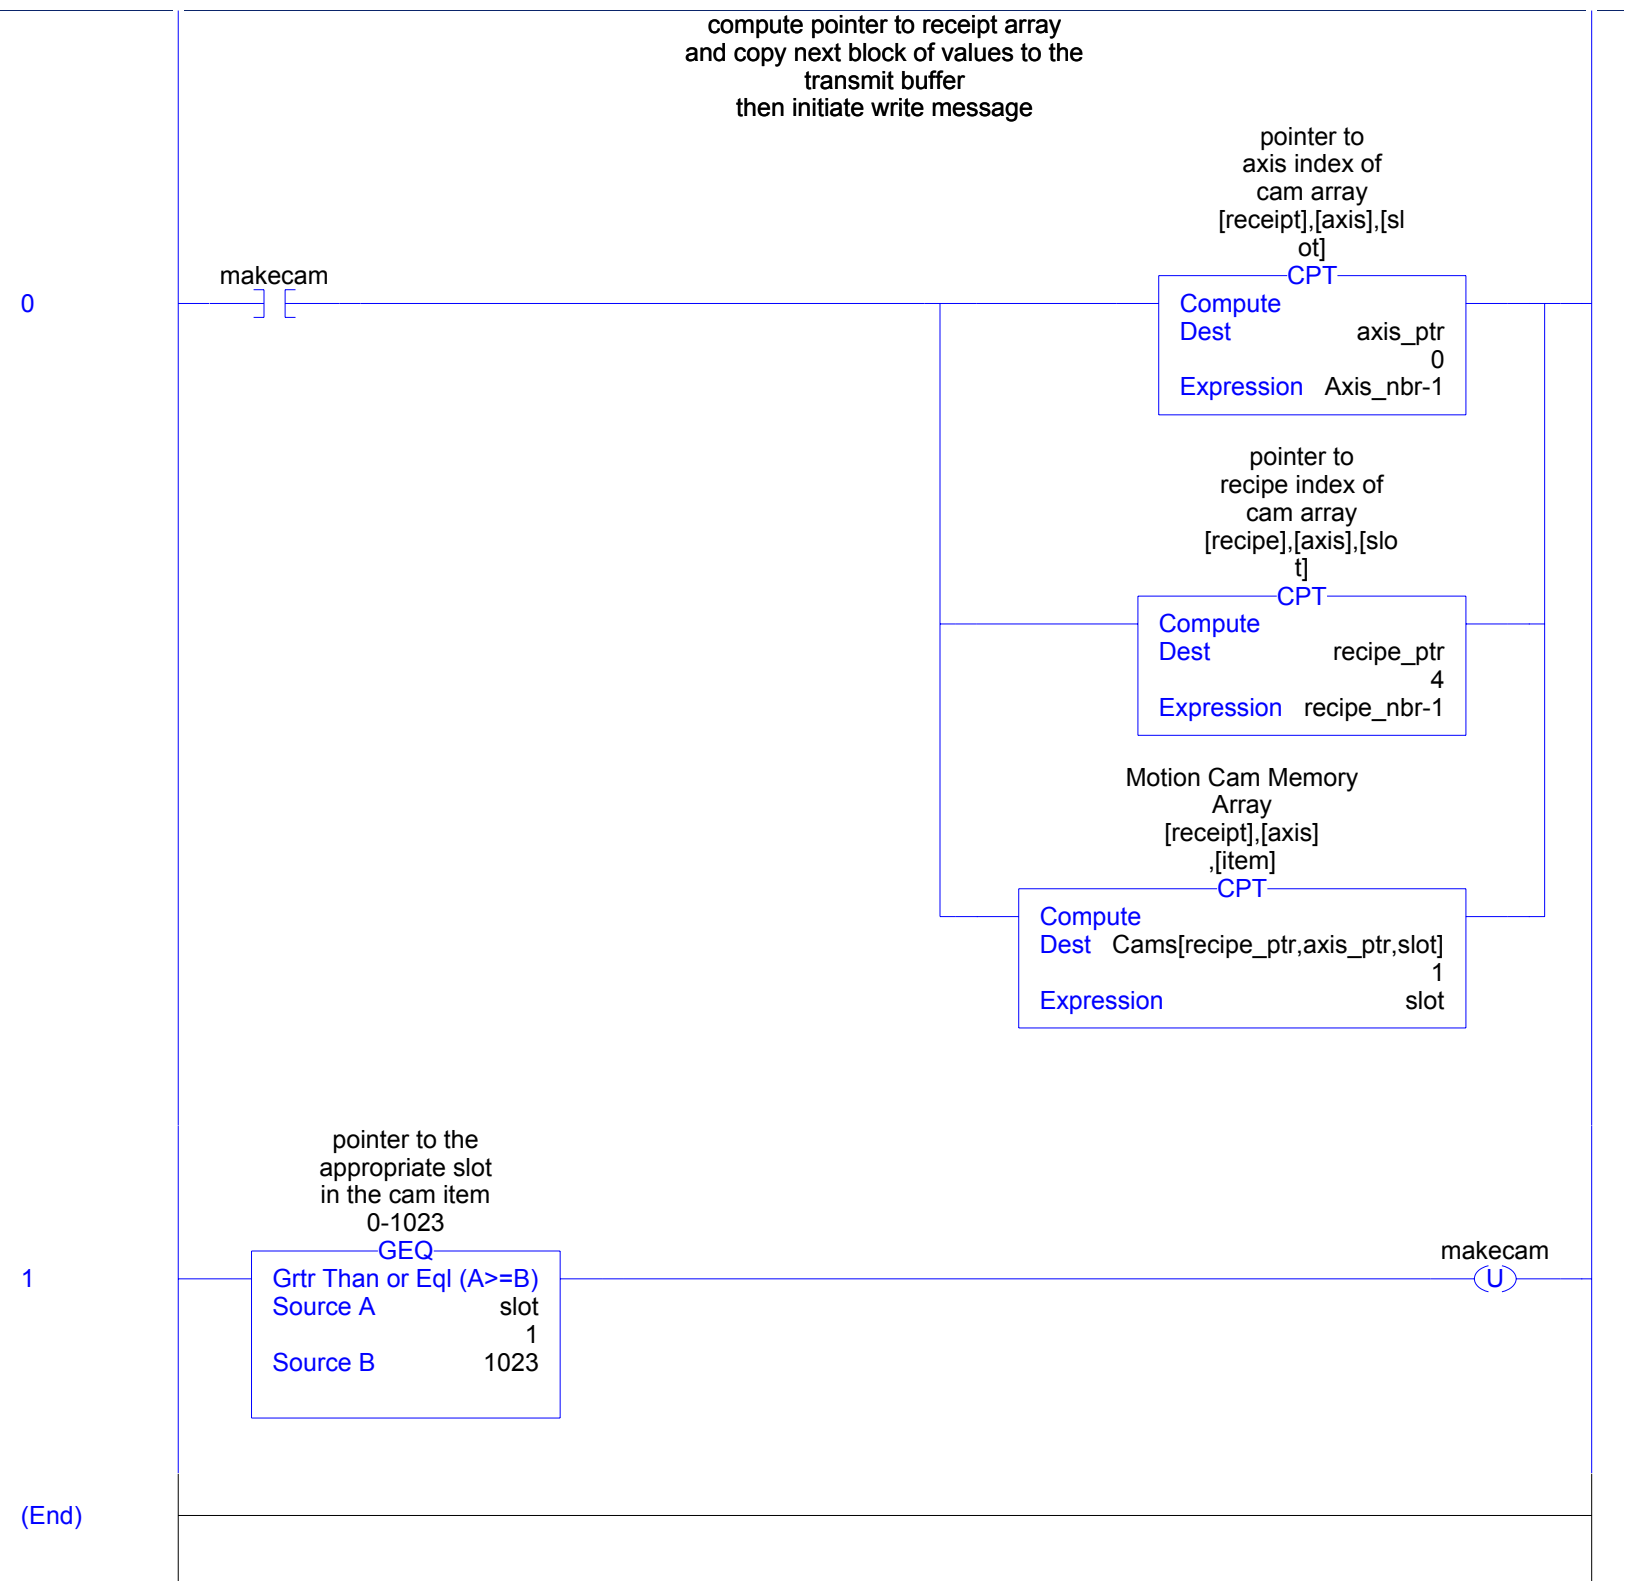 compute pointer to receipt array
and copy next block of values to the
transmit buffer
then initiate write message
pointer to
axis index of
cam array
[receipt],[axis],[sl
ot]
makecam
CPT
0
Compute
Dest axis_ptr
0
Expression Axis_nbr-1
pointer to
recipe index of
cam array
[recipe],[axis],[slo
t]
CPT
Compute
Dest recipe_ptr
4
Expression recipe_nbr-1
Motion Cam Memory
Array
[receipt],[axis]
,[item]
CPT
Compute
Dest Cams[recipe_ptr,axis_ptr,slot]
1
Expression slot
pointer to the
appropriate slot
in the cam item
0-1023
GEQ
makecam
1
Grtr Than or Eql (A>=B)
U
Source A slot
1
Source B 1023
(End)